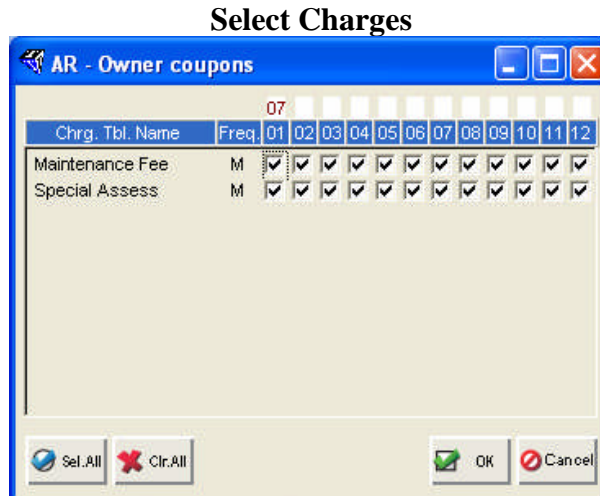 Select Charges
AR - Owner coupons
07
Chrg. Tbl. Name Freq. 01 02 03 04 05 06 07 08 09 10 11 12
Maintenance Fee M
Special Assess M
Sel.All Clr.All OK Cancel